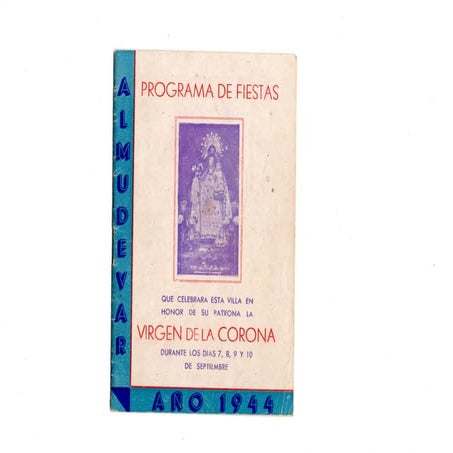 ALMUDEVAR
PROGRAMA DE FIESTAS
QUE CELEBRARA ESTA VILLA EN
HONOR DE SU PATRONA LA
VIRGEN DE LA CORONA
DURANTE LOS DIAS 7, 8, 9 Y 10
DE SEPTIEMBRE
AÑO 1944